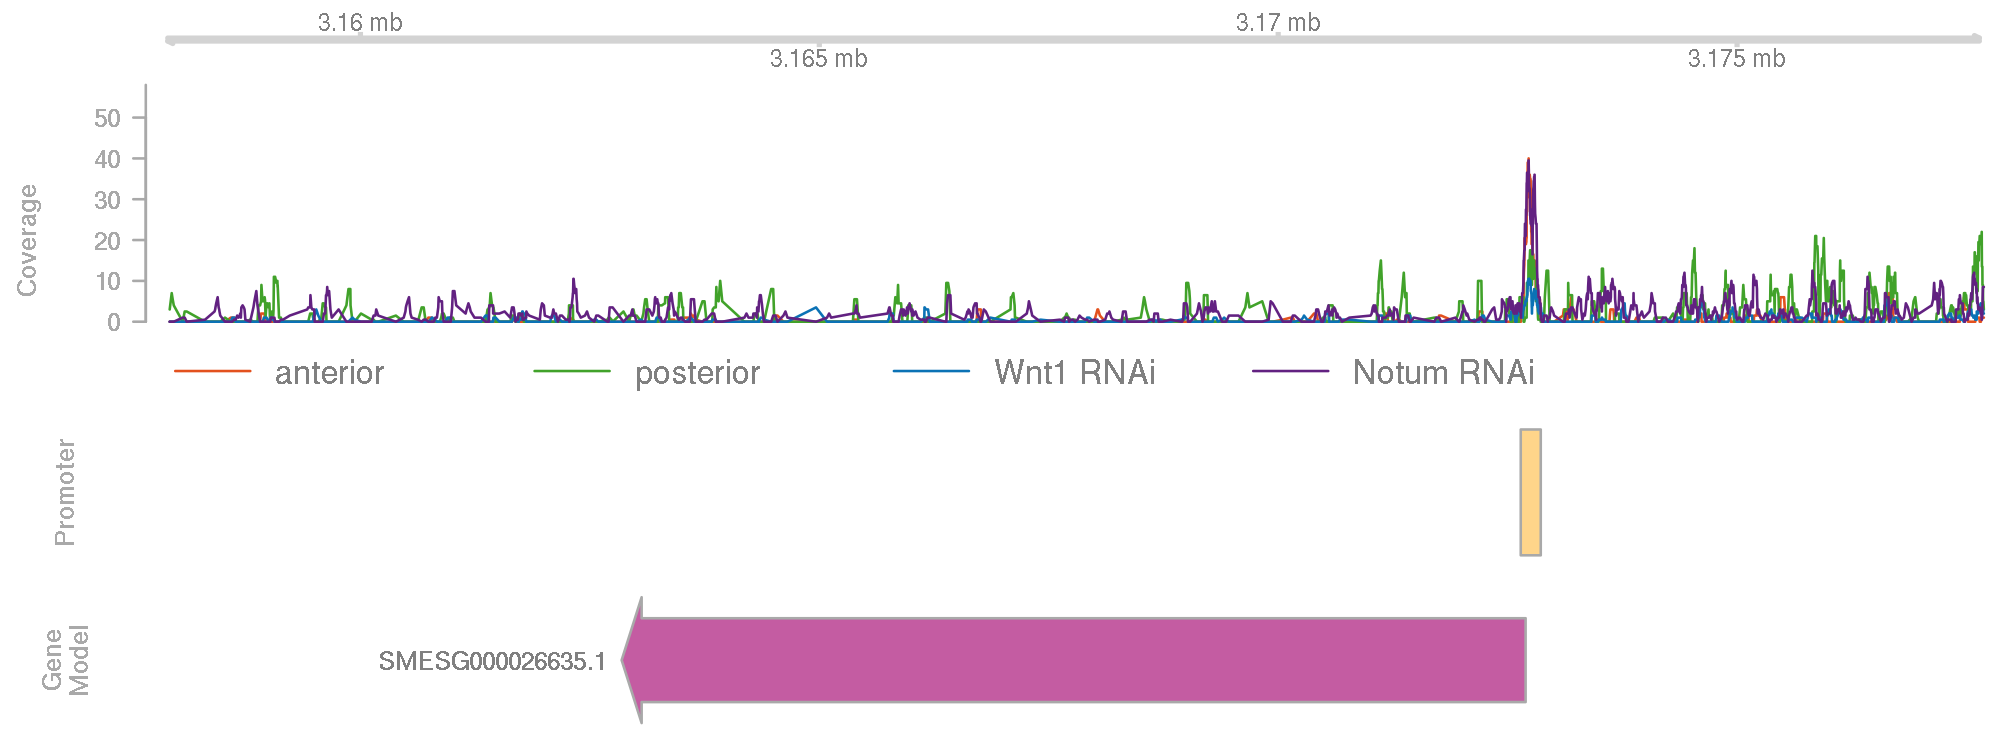 3.16 mb
3.17 mb
3.165 mb
3.175 mb
Coverage
50
40
30
20
10
0
anterior
posterior
Wnt1 RNAi
Notum RNAi
Promoter
Gene
Model
SMESG000026635.1